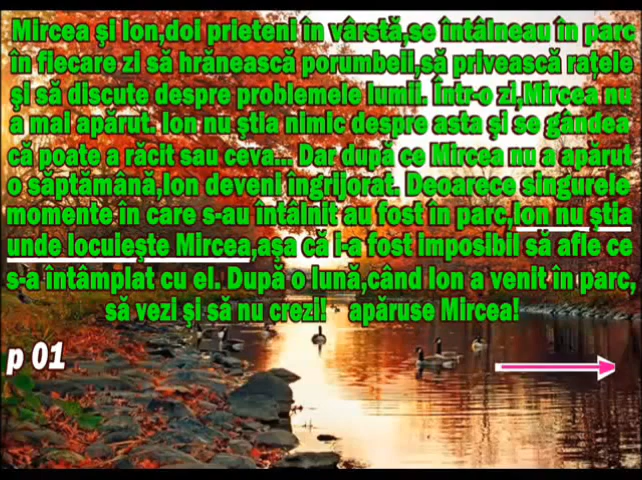 Mircea și Ion,doi prieteni în vârstă,se întâlneau în parc
în fiecare zi să hrănească porumbeii,să privească rațele
și să discute despre problemele lumii. Într-o zi,Mircea nu
a mai apărut. Ion nu știa nimic despre asta și se gândea
că poate a răcit sau ceva... Dar după ce Mircea nu a apărut
o săptămână,Ion deveni îngrijorat. Deoarece singurele
momente în care s-au întâlnit au fost în parc,Ion nu știa
unde locuiește Mircea,așa că i-a fost imposibil să afle ce
s-a întâmplat cu el. După o lună,când Ion a venit în parc,
să vezi și să nu crezi! apăruse Mircea!
p 01